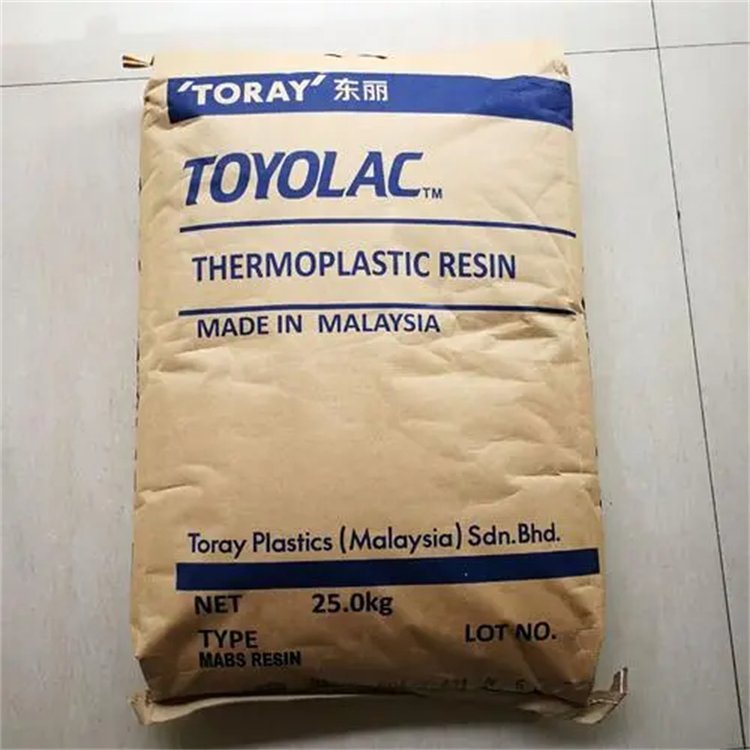 'TORAY' 东丽
TOYOLAC™
THERMOPLASTIC RESIN
MADE IN MALAYSIA
Toray Plastics (Malaysia) Sdn.Bhd.
NET 25.0kg
TYPE LOT NO.
MABS RESIN